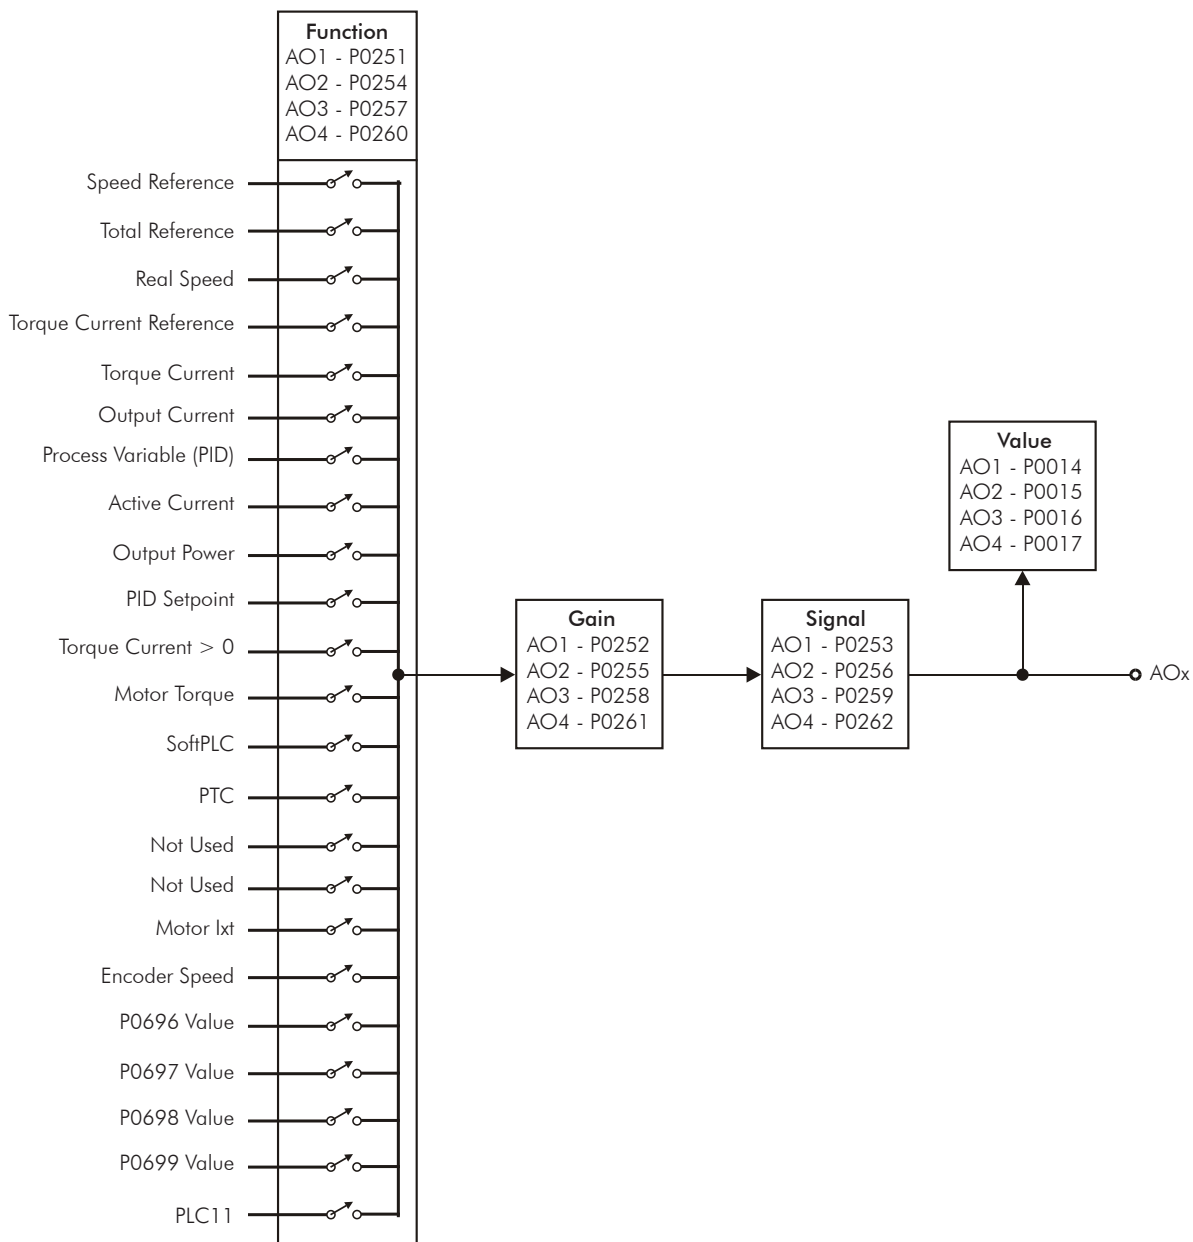 Function
AO1 - P0251
AO2 - P0254
AO3 - P0257
AO4 - P0260
Speed Reference
Total Reference
Real Speed
Torque Current Reference
Torque Current
Output Current
Process Variable (PID)
Active Current
Output Power
PID Setpoint
Torque Current > 0
Motor Torque
SoftPLC
PTC
Not Used
Not Used
Motor Ixt
Encoder Speed
P0696 Value
P0697 Value
P0698 Value
P0699 Value
PLC11
Gain
AO1 - P0252
AO2 - P0255
AO3 - P0258
AO4 - P0261
Signal
AO1 - P0253
AO2 - P0256
AO3 - P0259
AO4 - P0262
Value
AO1 - P0014
AO2 - P0015
AO3 - P0016
AO4 - P0017
AOx